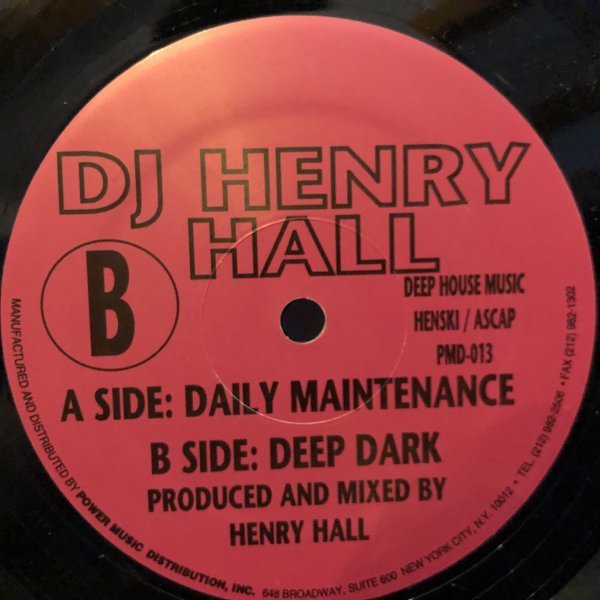 DJ HENRY
HALL
B
DEEP HOUSE MUSIC
HENSKI / ASCAP
PMD-013
A SIDE: DAILY MAINTENANCE
B SIDE: DEEP DARK
PRODUCED AND MIXED BY
HENRY HALL
MANUFACTURED AND DISTRIBUTED BY POWER MUSIC DISTRIBUTION, INC. 648 BROADWAY, SUITE 600 NEW YORK CITY, N.Y. 10012 • TEL. (212) 982-2506 • FAX (212) 982-1302